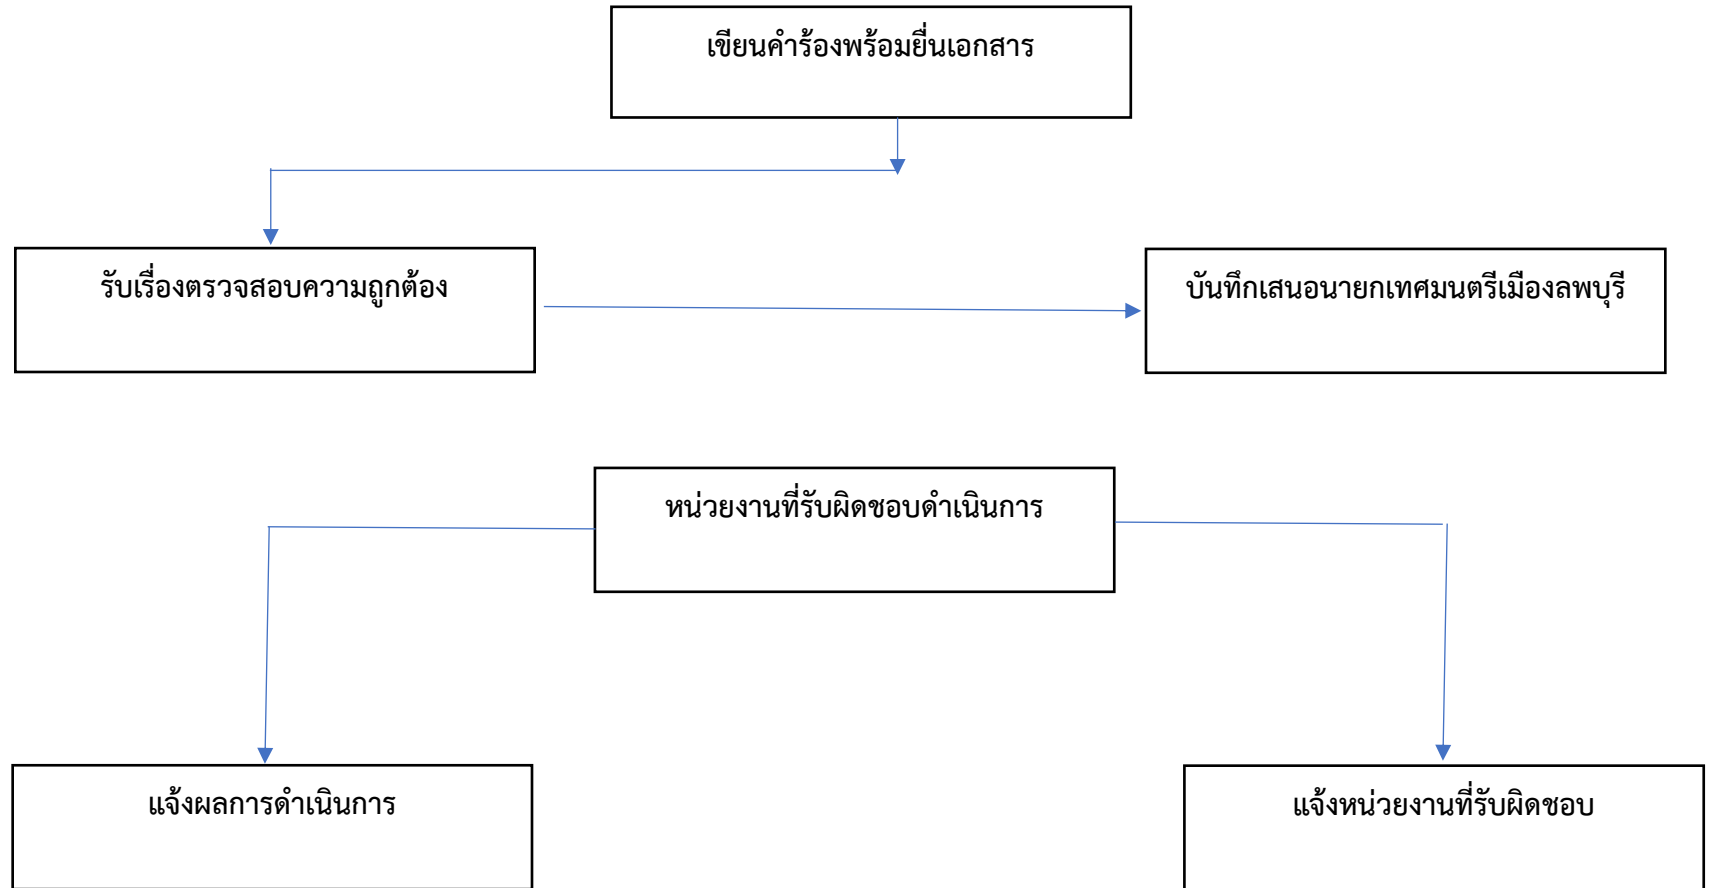 เขียนคำร้องพร้อมยื่นเอกสาร
รับเรื่องตรวจสอบความถูกต้อง
บันทึกเสนอนายกเทศมนตรีเมืองลพบุรี
หน่วยงานที่รับผิดชอบดำเนินการ
แจ้งผลการดำเนินการ
แจ้งหน่วยงานที่รับผิดชอบ